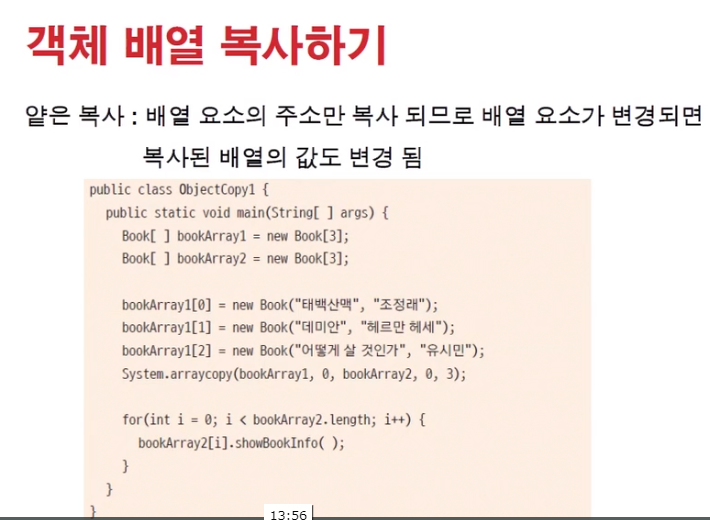 객체 배열 복사하기
얕은 복사 : 배열 요소의 주소만 복사 되므로 배열 요소가 변경되면
복사된 배열의 값도 변경 됨
public class ObjectCopy1 {
public static void main(String[ ] args) {
Book[ ] bookArray1 = new Book[3];
Book[ ] bookArray2 = new Book[3];
bookArray1[0] = new Book("태백산맥", "조정래");
bookArray1[1] = new Book("데미안", "헤르만 헤세");
bookArray1[2] = new Book("어떻게 살 것인가", "유시민");
System.arraycopy(bookArray1, 0, bookArray2, 0, 3);
for(int i = 0; i < bookArray2.length; i++) {
bookArray2[i].showBookInfo( );
}
}
}
13:56